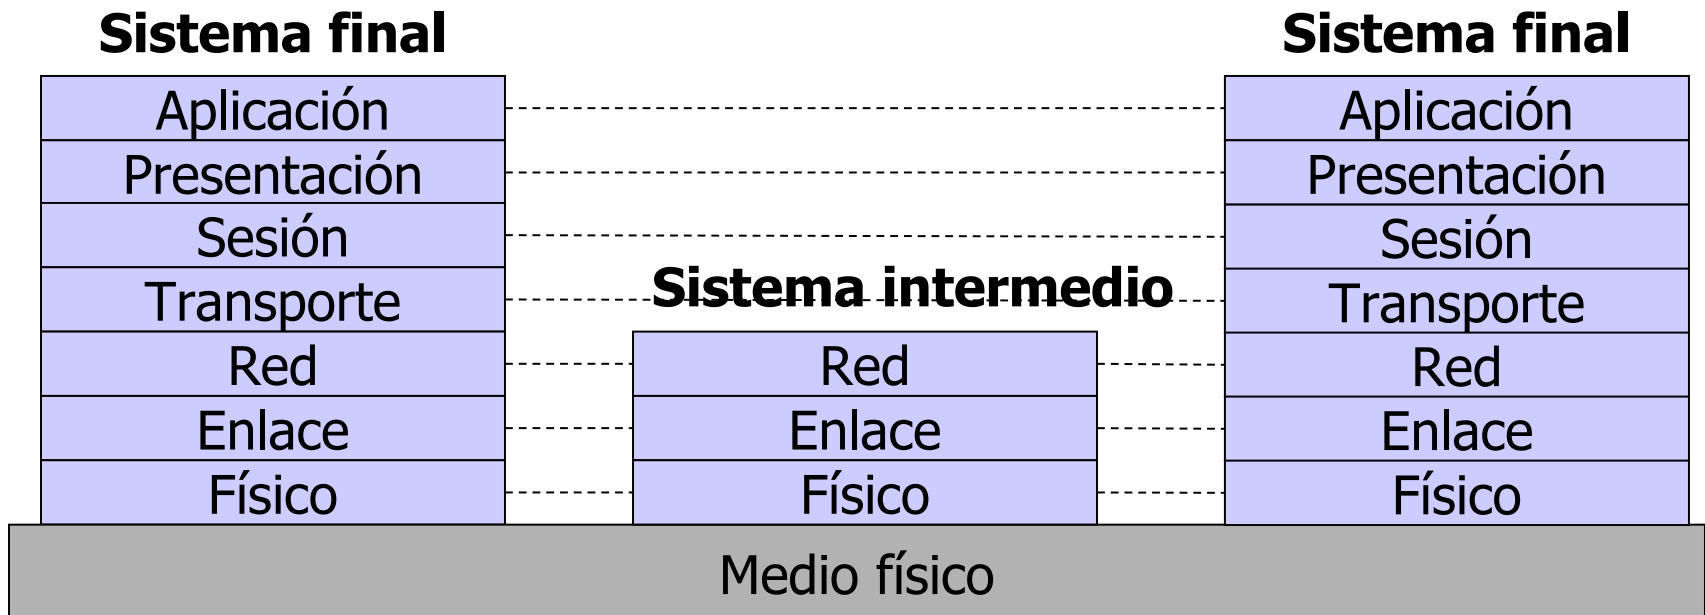 Sistema final
Sistema final
Aplicación
Aplicación
Presentación
Presentación
Sesión
Sesión
Sistema intermedio
Transporte
Transporte
Red
Red
Red
Enlace
Enlace
Enlace
Físico
Físico
Físico
Medio físico